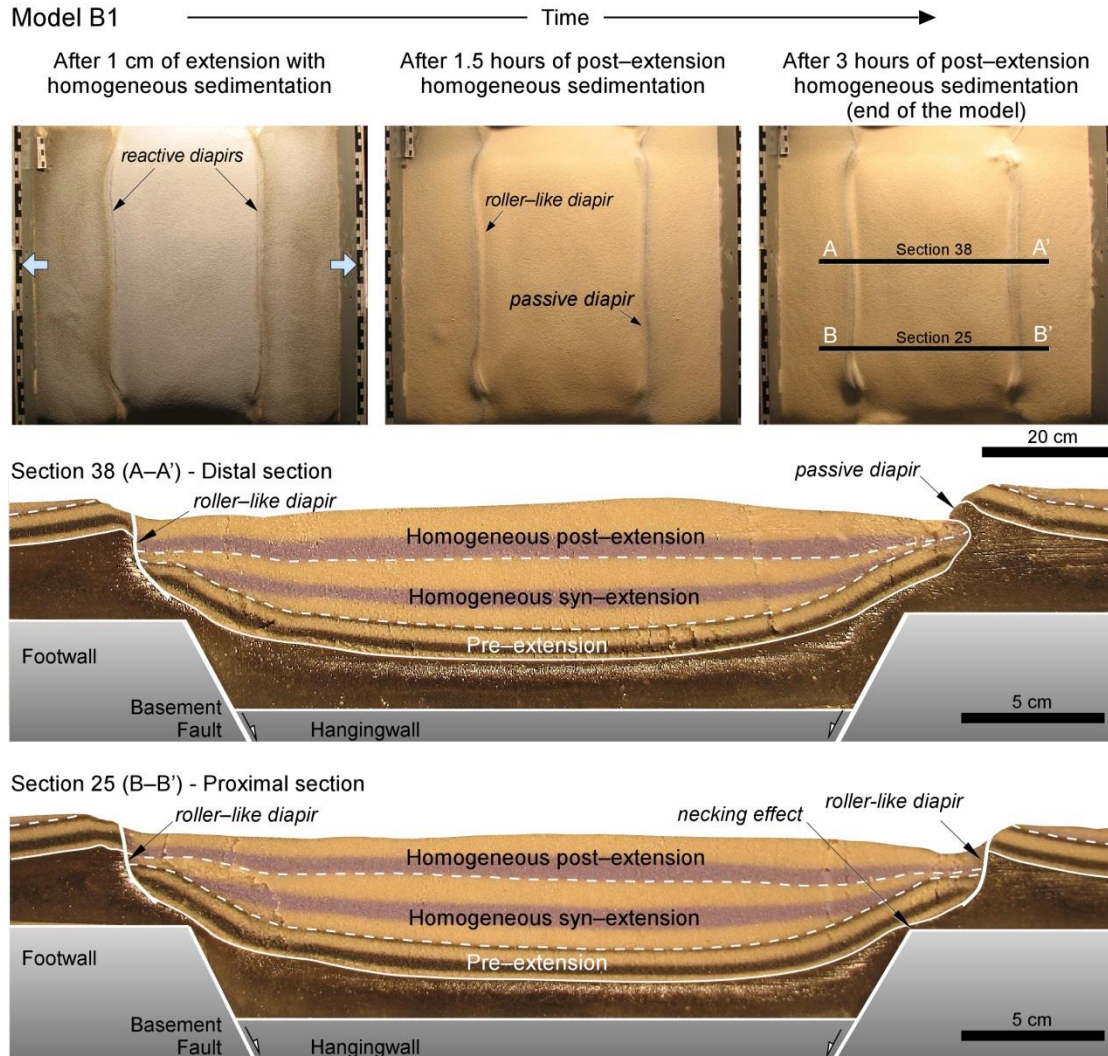 Model B1
Time
After 1 cm of extension with
homogeneous sedimentation
After 1.5 hours of post–extension
homogeneous sedimentation
After 3 hours of post–extension
homogeneous sedimentation
(end of the model)
reactive diapirs
roller–like diapir
passive diapir
A
Section 38
A'
B
Section 25
B'
20 cm
Section 38 (A–A') - Distal section
roller–like diapir
passive diapir
Homogeneous post–extension
Homogeneous syn–extension
Pre–extension
Footwall
Basement
Fault
Hangingwall
5 cm
Section 25 (B–B') - Proximal section
roller–like diapir
necking effect
roller-like diapir
Homogeneous post–extension
Homogeneous syn–extension
Pre–extension
Footwall
Basement
Fault
Hangingwall
5 cm